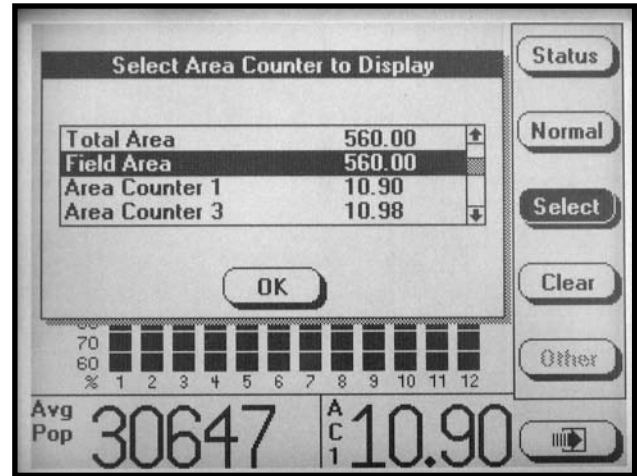 Select Area Counter to Display
Total Area 560.00
Field Area 560.00
Area Counter 1 10.90
Area Counter 3 10.98
OK
70
60
% 1 2 3 4 5 6 7 8 9 10 11 12
Avg Pop 30647
AC1 10.90
Status
Normal
Select
Clear
Other